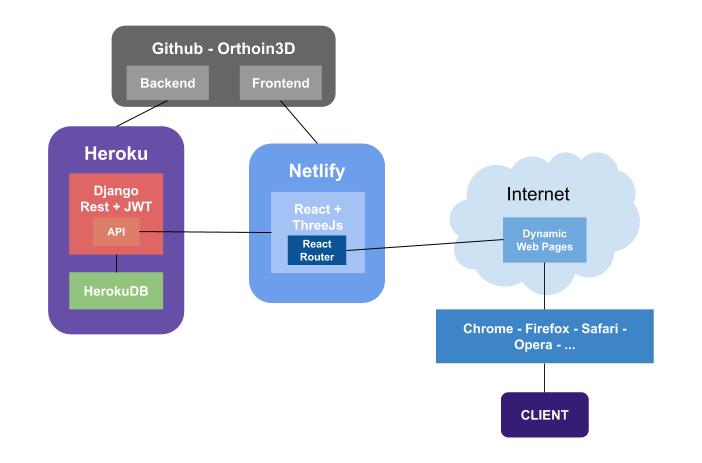 Github - Orthoin3D
Backend
Frontend
Heroku
Django
Rest + JWT
API
HerokuDB
Netlify
React +
ThreeJs
React
Router
Internet
Dynamic
Web Pages
Chrome - Firefox - Safari -
Opera - ...
CLIENT